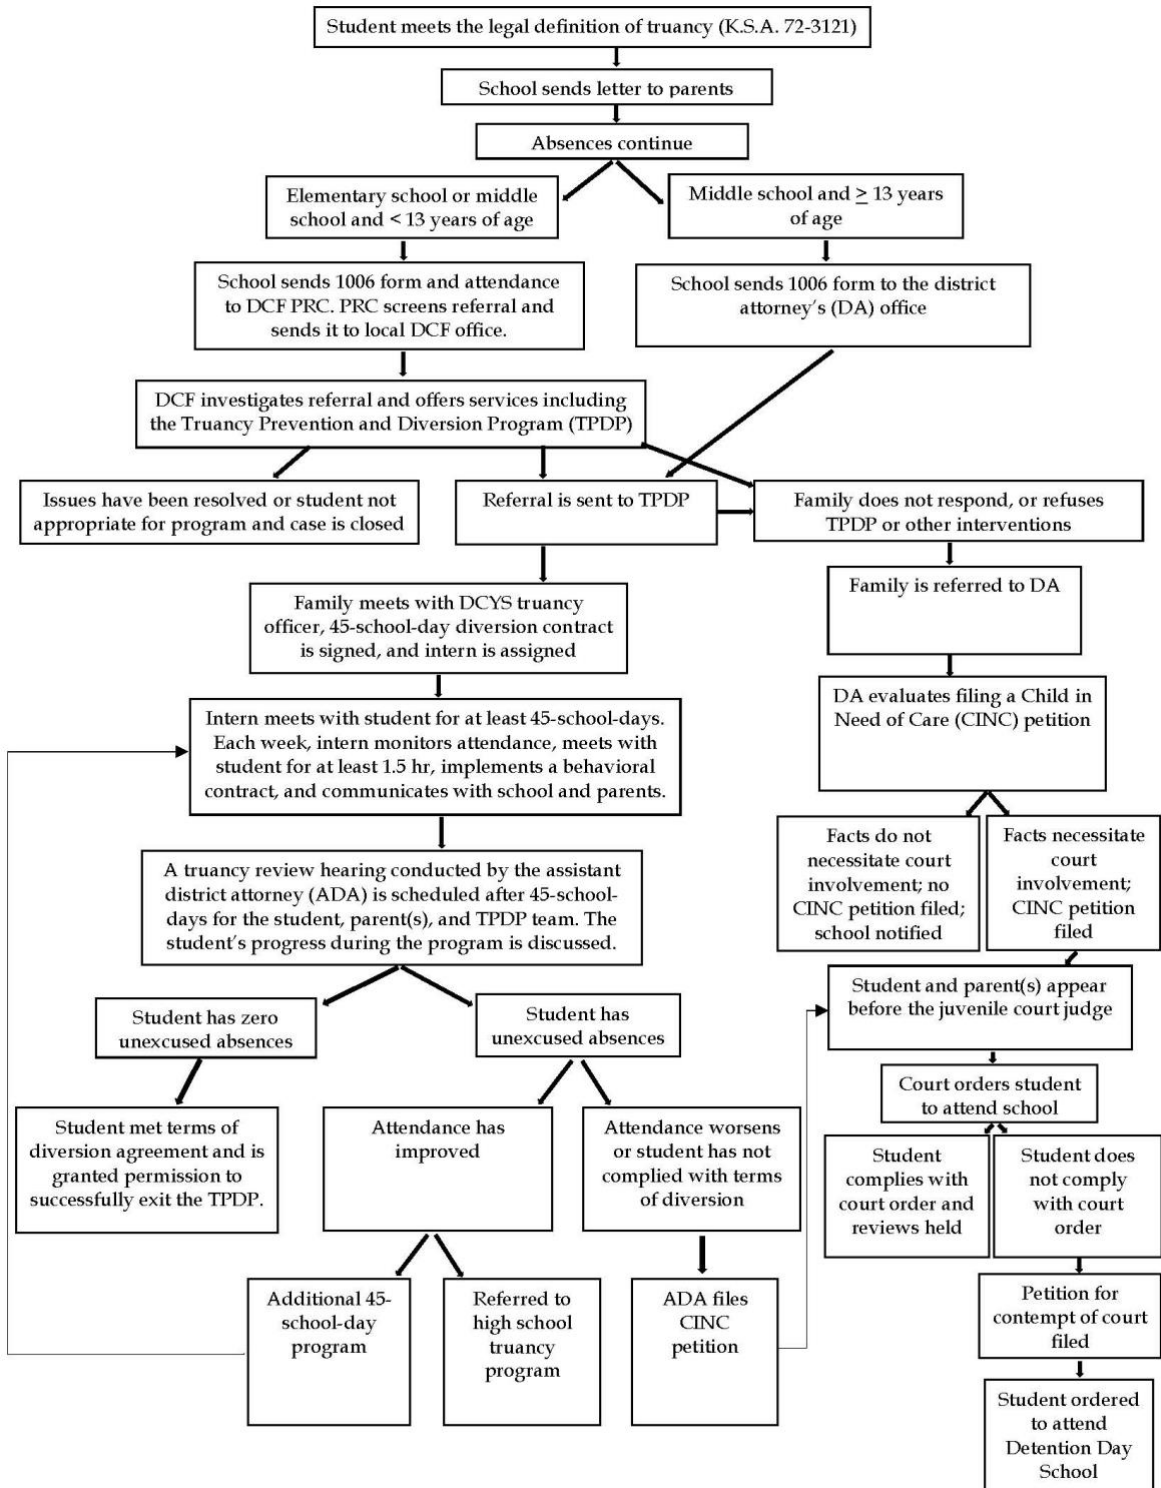 Student meets the legal definition of truancy (K.S.A. 72-3121)
School sends letter to parents
Absences continue
Elementary school or middle
school and < 13 years of age
Middle school and ≥ 13 years
of age
School sends 1006 form and attendance
to DCF PRC. PRC screens referral and
sends it to local DCF office.
School sends 1006 form to the district
attorney's (DA) office
DCF investigates referral and offers services including
the Truancy Prevention and Diversion Program (TPDP)
Issues have been resolved or student not
appropriate for program and case is closed
Referral is sent to TPDP
Family does not respond, or refuses
TPDP or other interventions
Family is referred to DA
Family meets with DCYS truancy
officer, 45-school-day diversion contract
is signed, and intern is assigned
DA evaluates filing a Child in
Need of Care (CINC) petition
Intern meets with student for at least 45-school-days.
Each week, intern monitors attendance, meets with
student for at least 1.5 hr, implements a behavioral
contract, and communicates with school and parents.
Facts do not
necessitate court
involvement; no
CINC petition filed;
school notified
Facts necessitate
court
involvement;
CINC petition
filed
A truancy review hearing conducted by the assistant
district attorney (ADA) is scheduled after 45-school-
days for the student, parent(s), and TPDP team. The
student's progress during the program is discussed.
Student and parent(s) appear
before the juvenile court judge
Student has zero
unexcused absences
Student has
unexcused absences
Court orders student
to attend school
Student met terms of
diversion agreement and is
granted permission to
successfully exit the TPDP.
Attendance has
improved
Attendance worsens
or student has not
complied with terms
of diversion
Student
complies with
court order and
reviews held
Student does
not comply
with court
order
Additional 45-
school-day
program
Referred to
high school
truancy
program
ADA files
CINC
petition
Petition for
contempt of court
filed
Student ordered
to attend
Detention Day
School